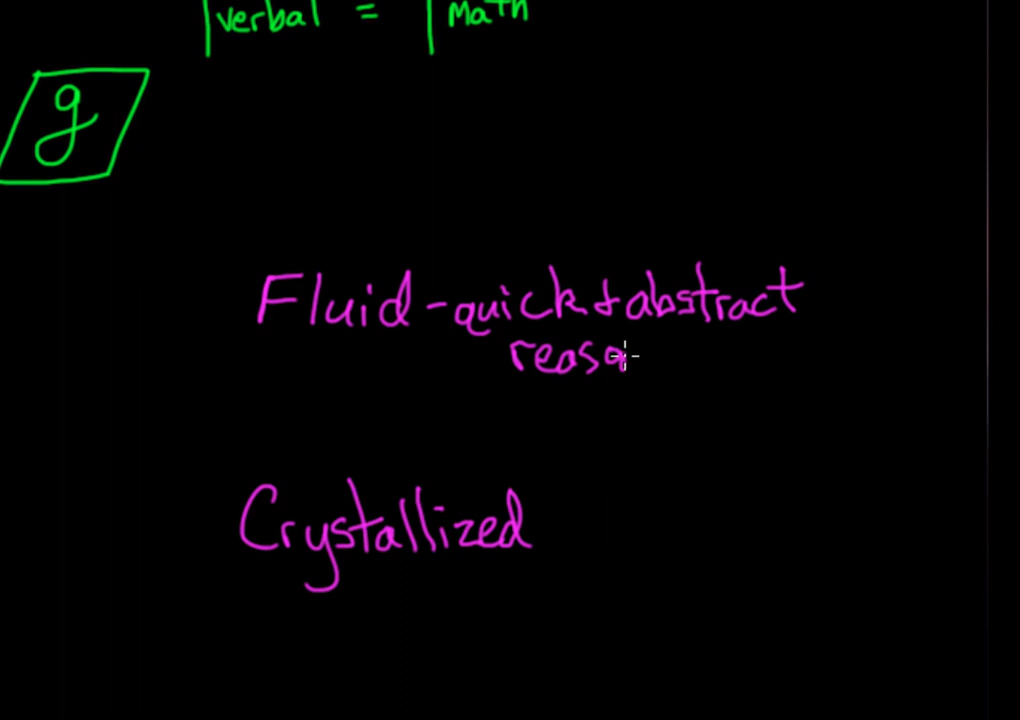 |verbal = |Math
g
Fluid - quick + abstract
reaso
Crystallized